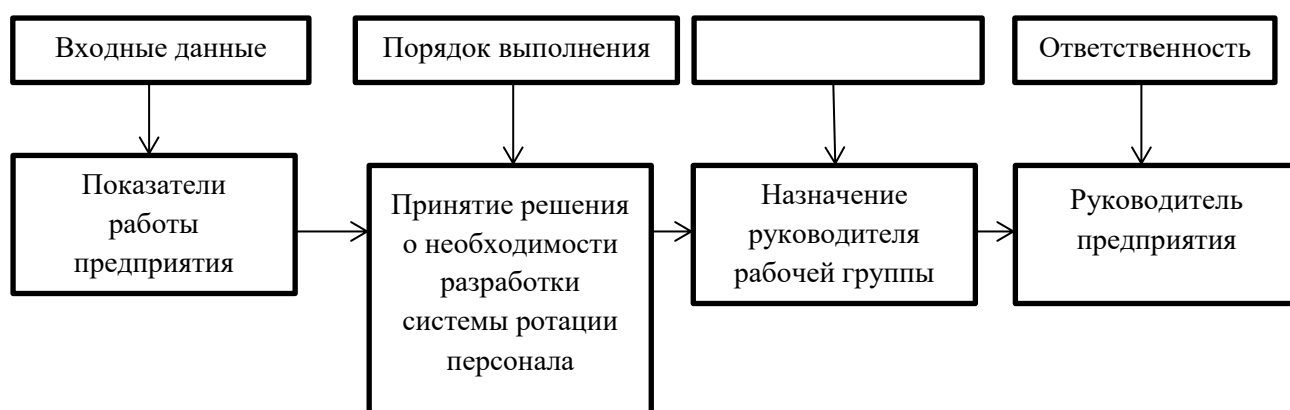 Входные данные
Порядок выполнения
Ответственность
Показатели
работы
предприятия
Принятие решения
о необходимости
разработки
системы ротации
персонала
Назначение
руководителя
рабочей группы
Руководитель
предприятия